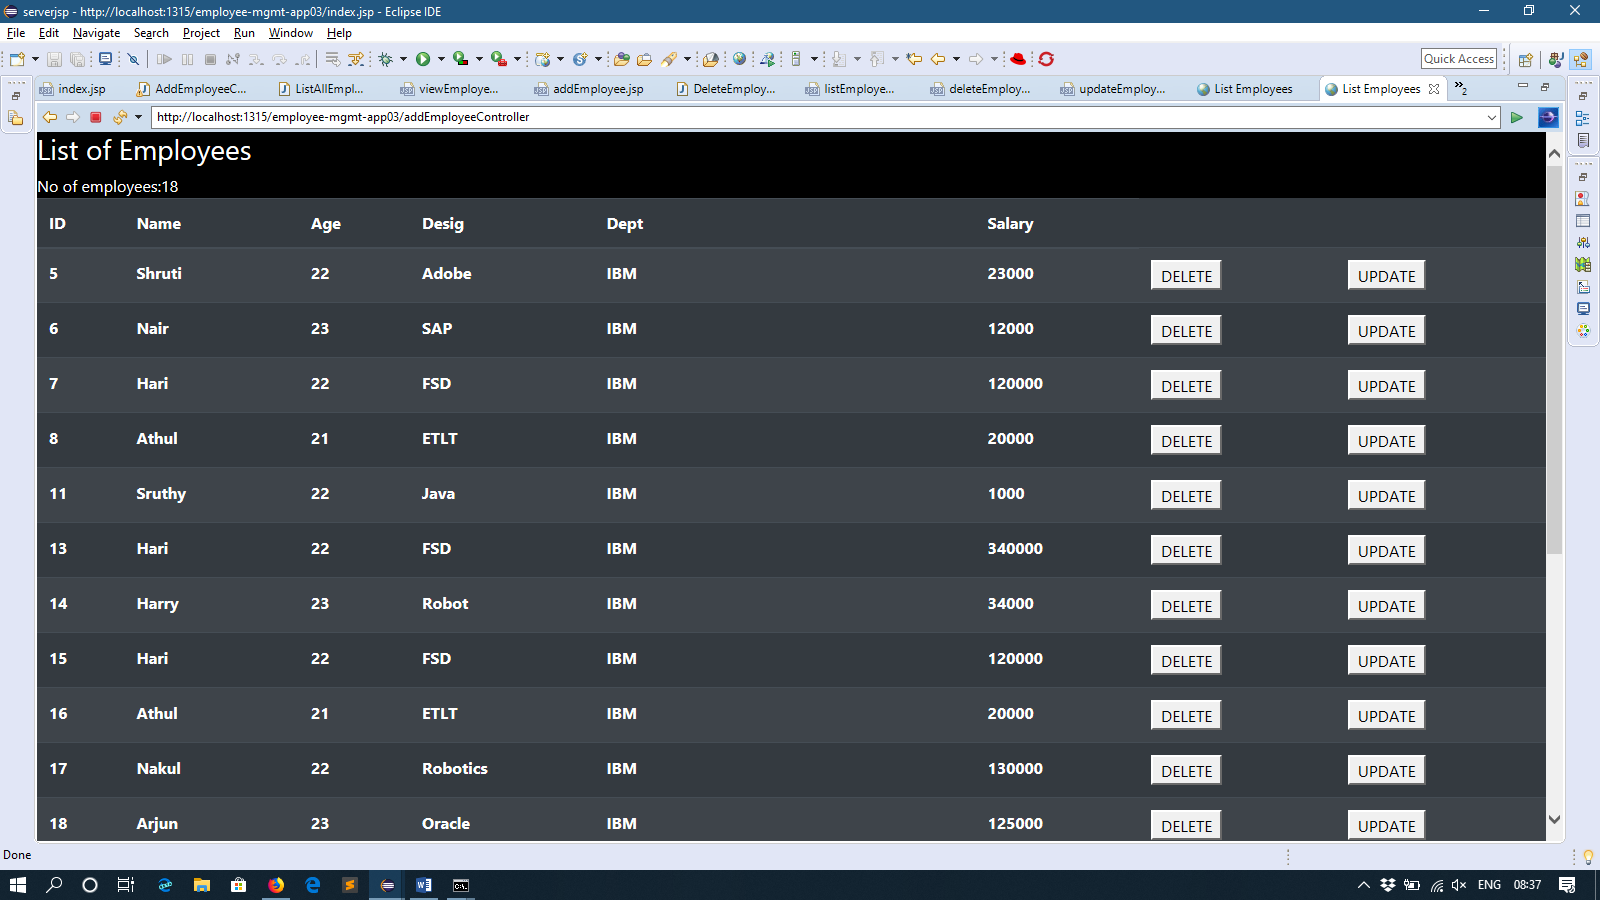 serverjsp - http://localhost:1315/employee-mgmt-app03/index.jsp - Eclipse IDE
File Edit Navigate Search Project Run Window Help
Quick Access
index.jsp AddEmployeeC... ListAllEmpl... viewEmploye... addEmployee.jsp DeleteEmploy... listEmploye... deleteEmploy... updateEmploy... List Employees List Employees »2
http://localhost:1315/employee-mgmt-app03/addEmployeeController
List of Employees
No of employees:18
ID Name Age Desig Dept Salary
5 Shruti 22 Adobe IBM 23000 DELETE UPDATE
6 Nair 23 SAP IBM 12000 DELETE UPDATE
7 Hari 22 FSD IBM 120000 DELETE UPDATE
8 Athul 21 ETLT IBM 20000 DELETE UPDATE
11 Sruthy 22 Java IBM 1000 DELETE UPDATE
13 Hari 22 FSD IBM 340000 DELETE UPDATE
14 Harry 23 Robot IBM 34000 DELETE UPDATE
15 Hari 22 FSD IBM 120000 DELETE UPDATE
16 Athul 21 ETLT IBM 20000 DELETE UPDATE
17 Nakul 22 Robotics IBM 130000 DELETE UPDATE
18 Arjun 23 Oracle IBM 125000 DELETE UPDATE
Done
ENG 08:37